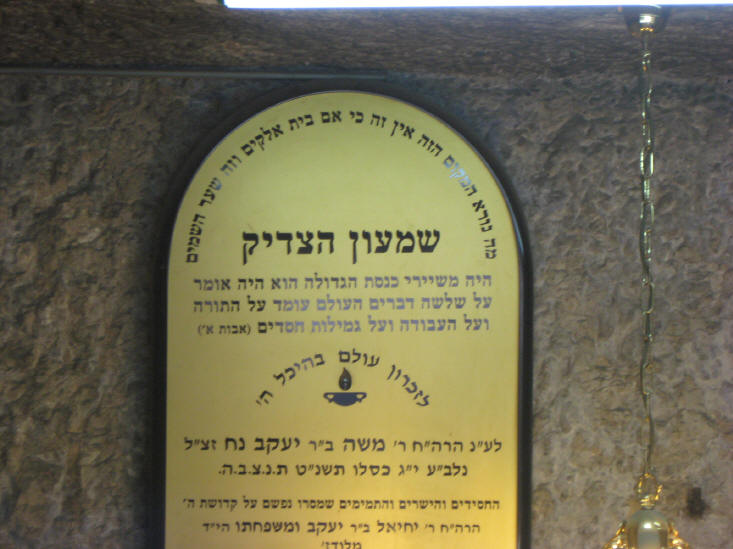 מה נורא המקום הזה אין זה כי אם בית אלקים וזה שער השמים
שמעון הצדיק
היה משיירי כנסת הגדולה הוא היה אומר
על שלשה דברים העולם עומד על התורה
ועל העבודה ועל גמילות חסדים (אבות א')
לזכרון עולם בהיכל ה'
לע"נ הרה"ח ר' משה ב"ר יעקב נח זצ"ל
נלב"ע י"ג כסלו תשנ"ט ת.נ.צ.ב.ה.
החסידים והישרים והתמימים שמסרו נפשם על קדושת ה'
הרה"ח ר' יחיאל ב"ר יעקב ומשפחתו הי"ד
מלודז'